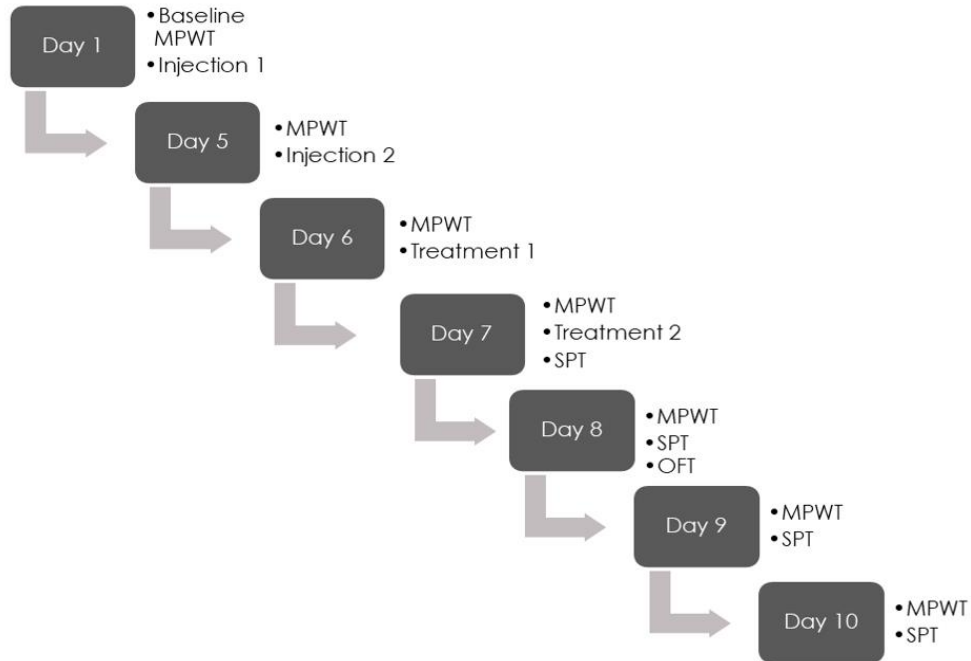 Day 1
•Baseline
MPWT
•Injection 1
Day 5
•MPWT
•Injection 2
Day 6
•MPWT
•Treatment 1
Day 7
•MPWT
•Treatment 2
•SPT
Day 8
•MPWT
•SPT
•OFT
Day 9
•MPWT
•SPT
Day 10
•MPWT
•SPT